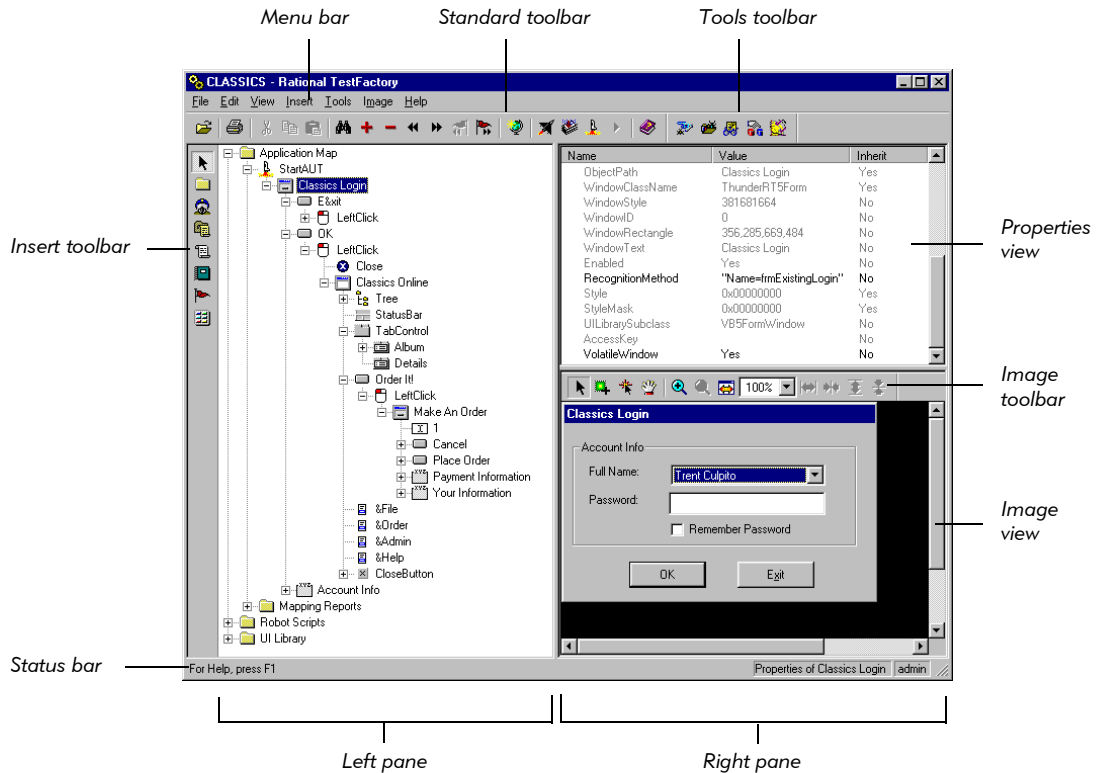 Menu bar
Standard toolbar
Tools toolbar
CLASSICS - Rational TestFactory
File Edit View Insert Tools Image Help
Insert toolbar
Application Map
StartAUT
Classics Login
E&xit
LeftClick
OK
LeftClick
Close
Classics Online
Tree
StatusBar
TabControl
Album
Details
Order It!
LeftClick
Make An Order
1
Cancel
Place Order
Payment Information
Your Information
&File
&Order
&Admin
&Help
CloseButton
Account Info
Mapping Reports
Robot Scripts
UI Library
Name Value Inherit
ObjectPath Classics Login Yes
WindowClassName ThunderRT5Form Yes
WindowStyle 381681664 No
WindowID 0 No
WindowRectangle 356,285,669,484 No
WindowText Classics Login No
Enabled Yes No
RecognitionMethod "Name=frmExistingLogin" No
Style 0x00000000 Yes
StyleMask 0x00000000 Yes
UILibrarySubclass VB5FormWindow No
AccessKey No
VolatileWindow Yes No
Properties
view
100%
Image
toolbar
Classics Login
Account Info
Full Name: Trent Culpito
Password:
Remember Password
OK Exit
Image
view
Status bar
For Help, press F1
Properties of Classics Login admin
Left pane
Right pane